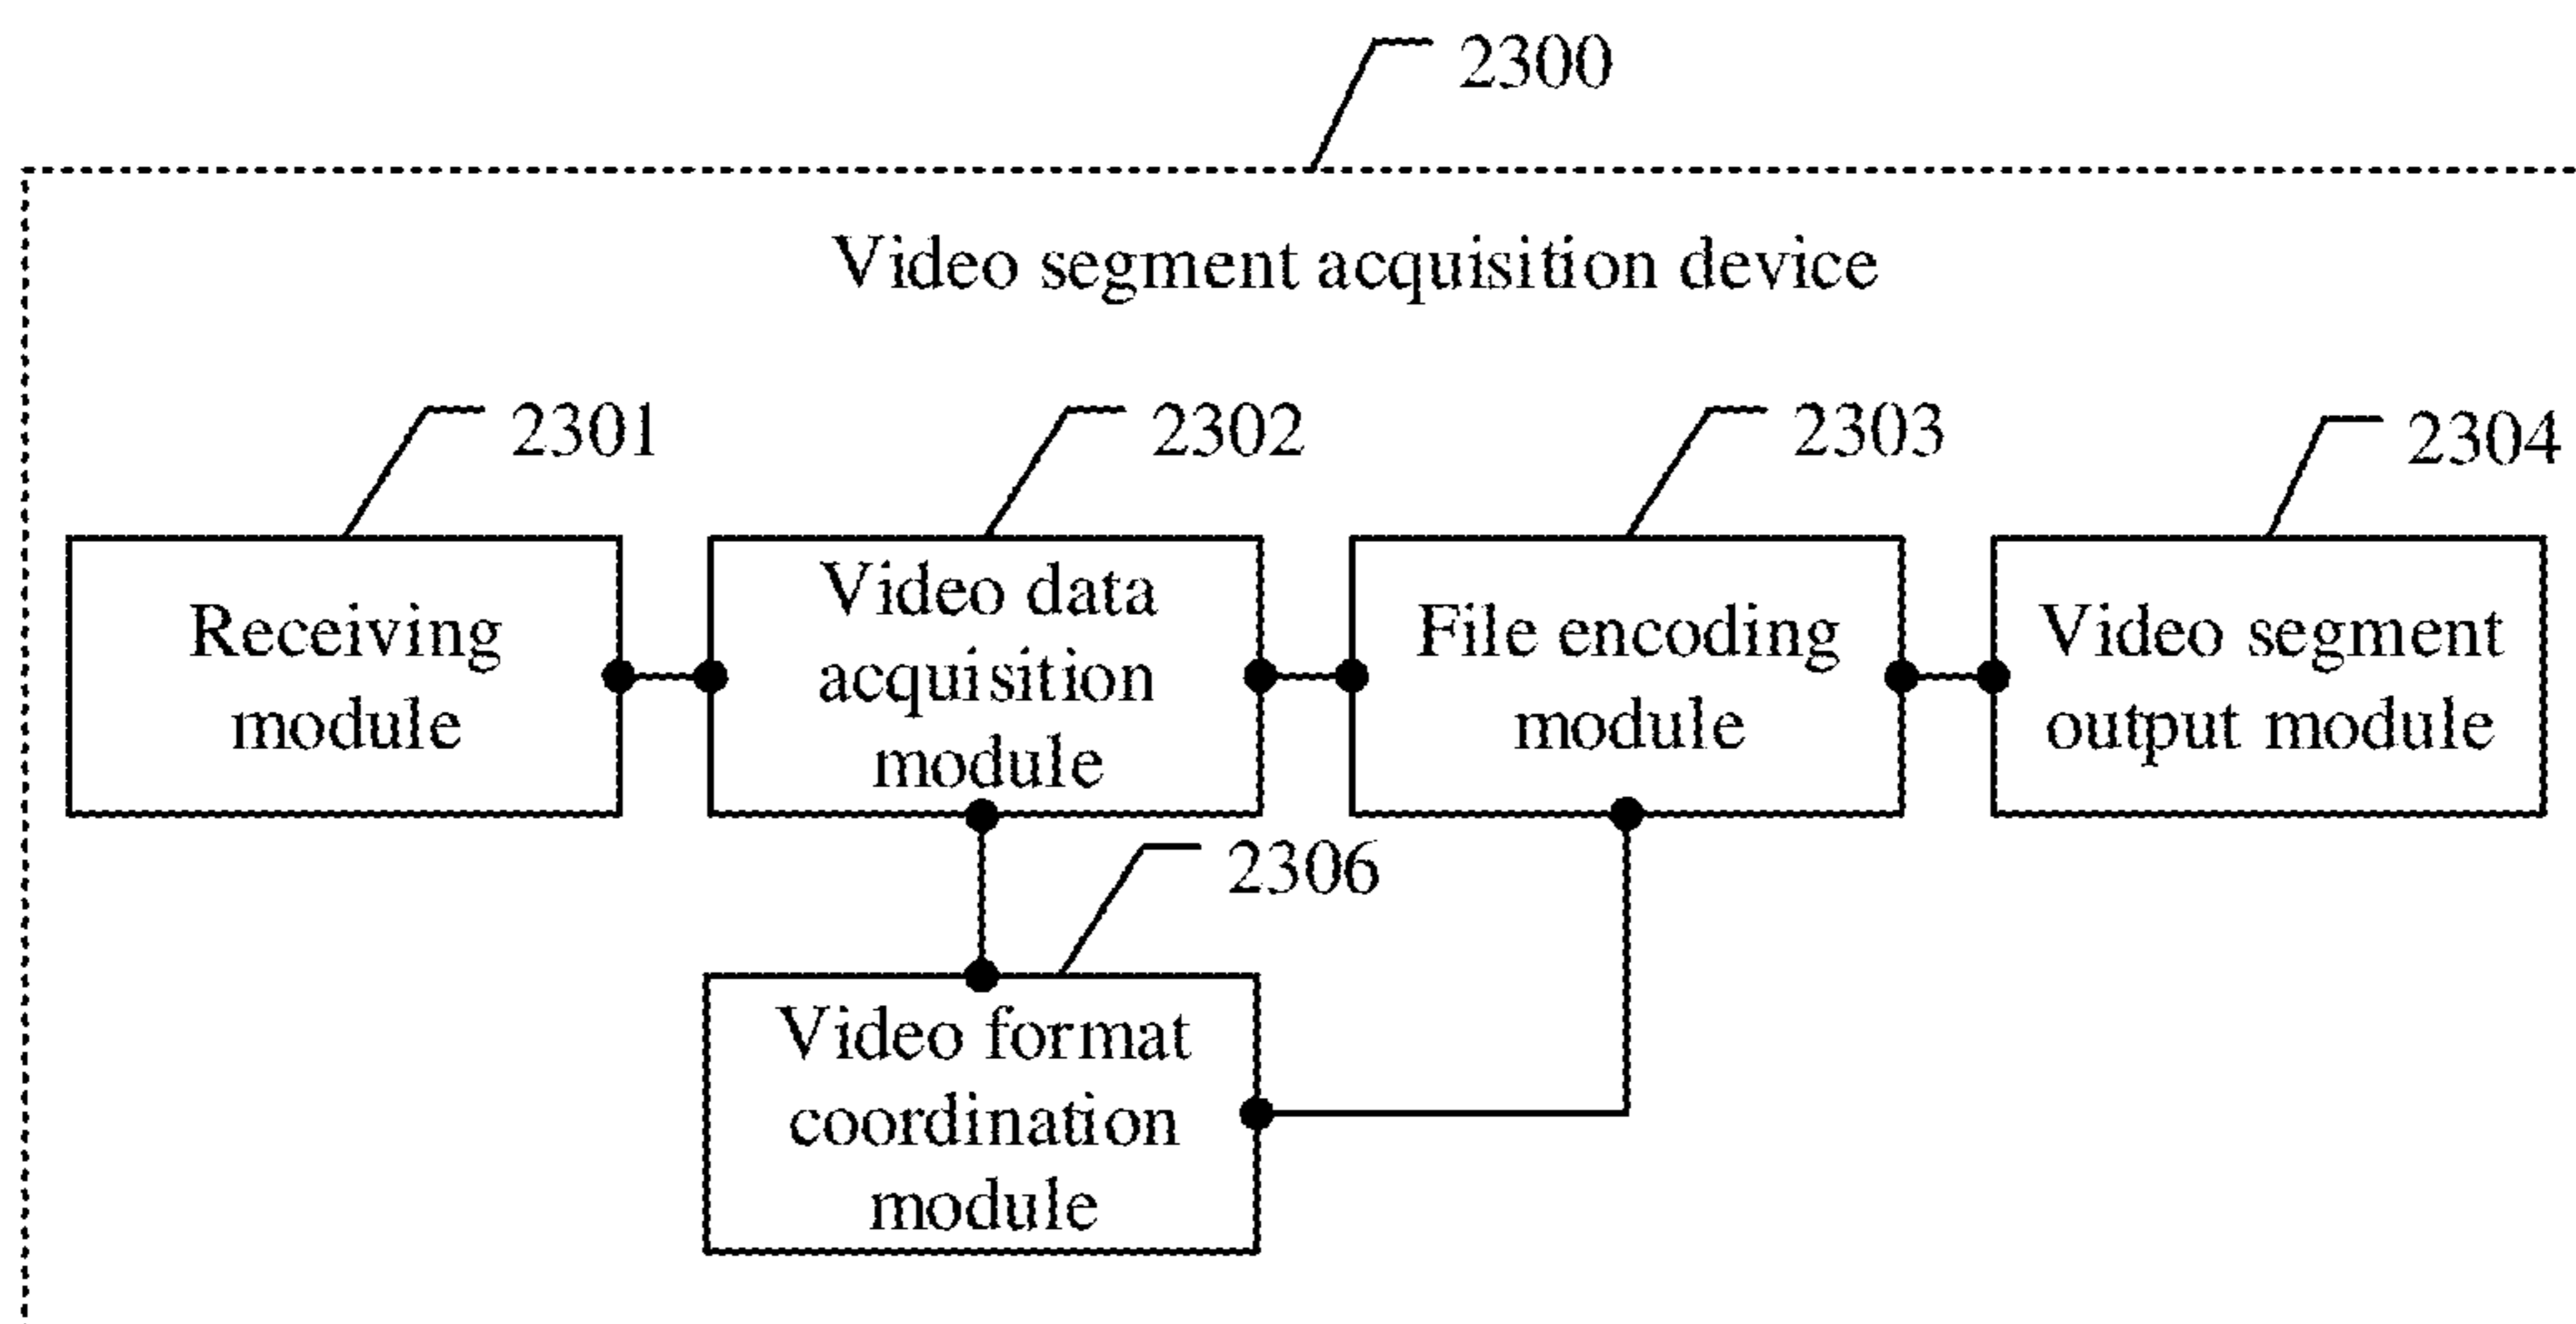 2300
Video segment acquisition device
2301
2302
2303
2304
Receiving
module
Video data
acquisition
module
File encoding
module
Video segment
output module
2306
Video format
coordination
module